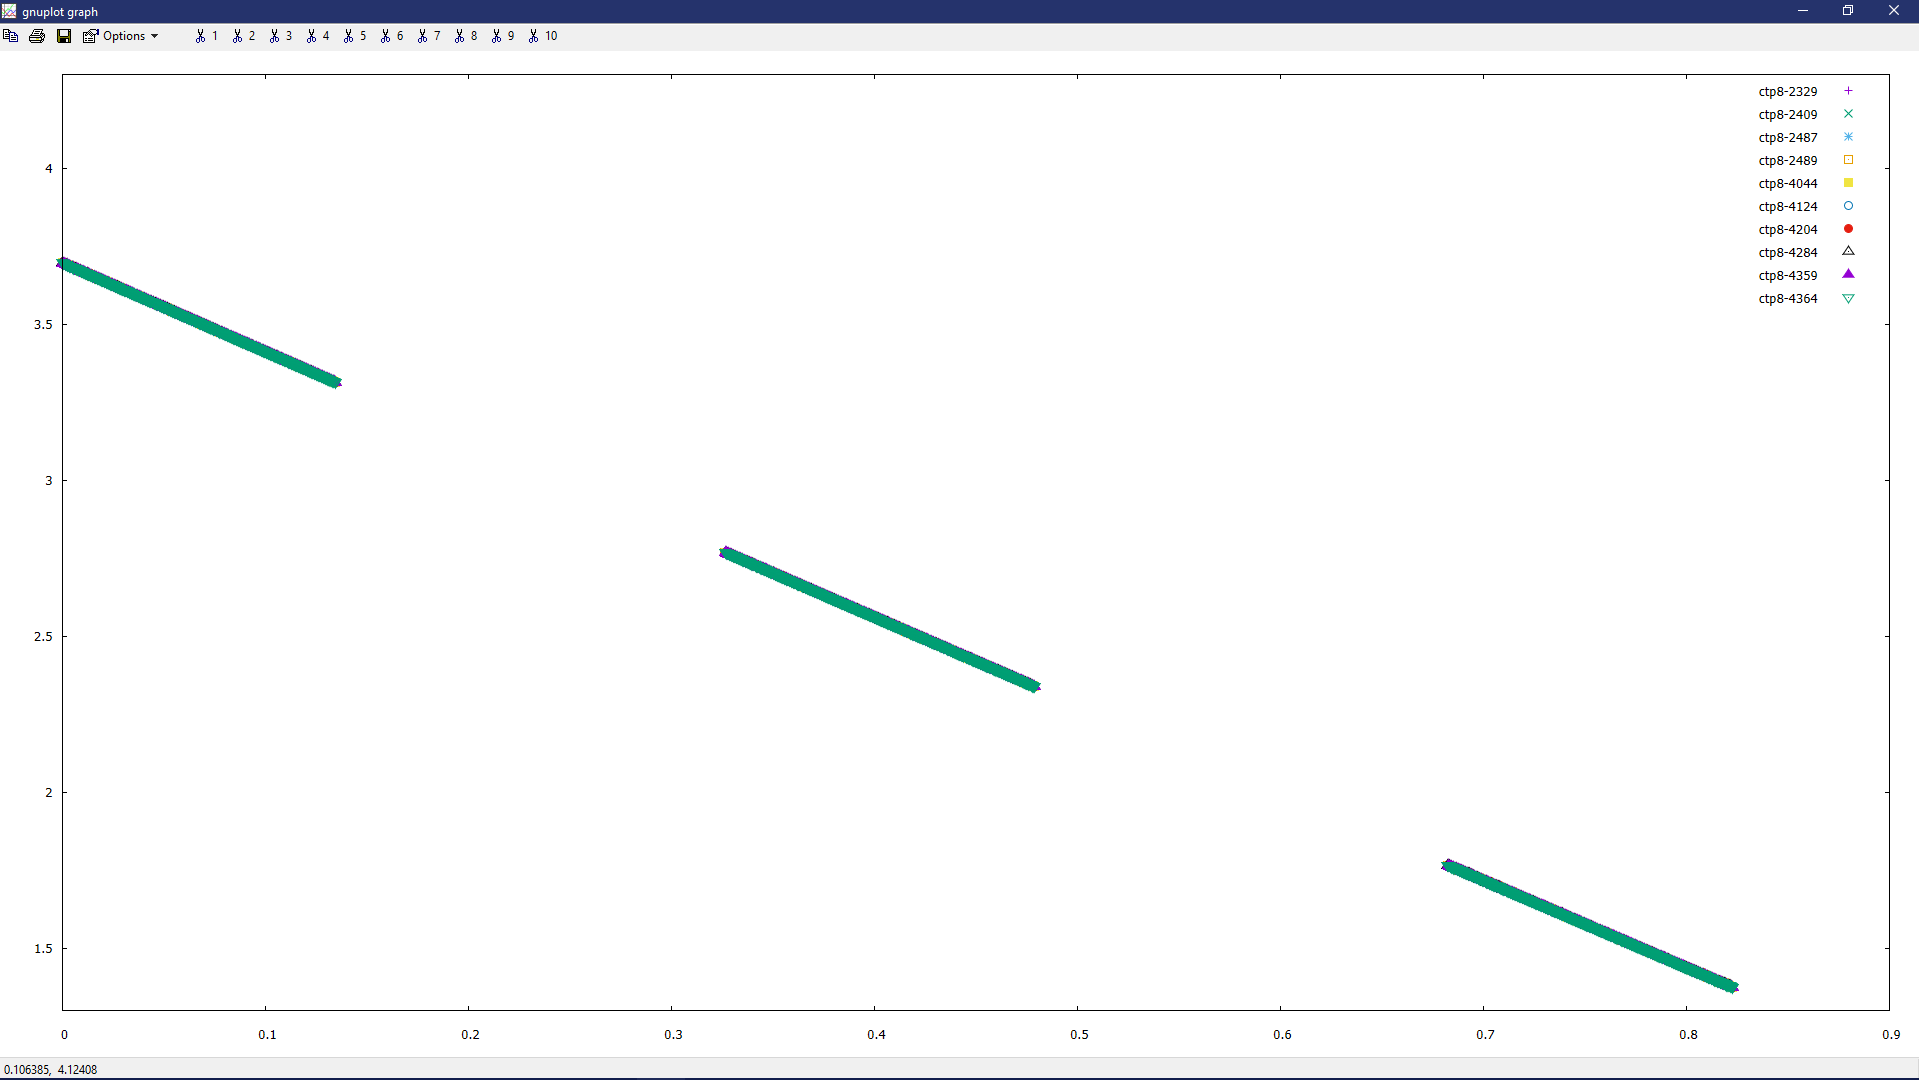 gnuplot graph
Options 1 2 3 4 5 6 7 8 9 10
ctp8-2329
ctp8-2409
ctp8-2487
ctp8-2489
ctp8-4044
ctp8-4124
ctp8-4204
ctp8-4284
ctp8-4359
ctp8-4364
4
3.5
3
2.5
2
1.5
0 0.1 0.2 0.3 0.4 0.5 0.6 0.7 0.8 0.9
0.106385, 4.12408